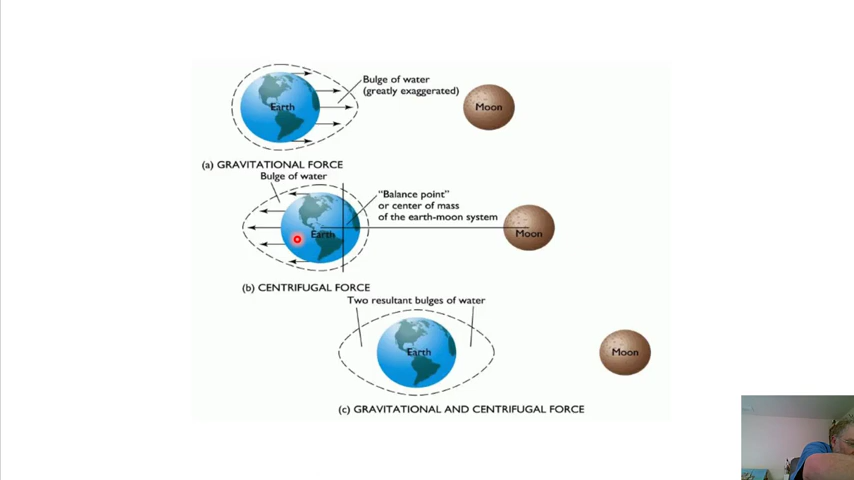 Bulge of water
(greatly exaggerated)
Earth
Moon
(a) GRAVITATIONAL FORCE
Bulge of water
"Balance point"
or center of mass
of the earth-moon system
Earth
Moon
(b) CENTRIFUGAL FORCE
Two resultant bulges of water
Earth
Moon
(c) GRAVITATIONAL AND CENTRIFUGAL FORCE